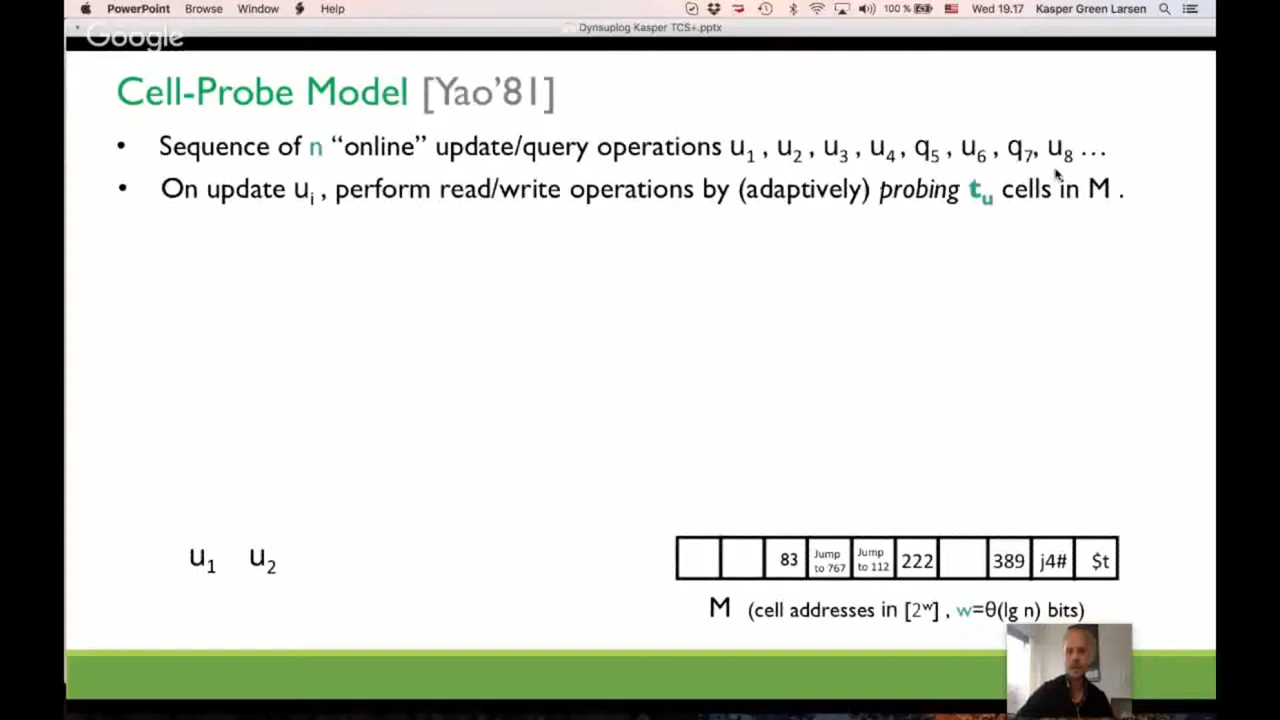 PowerPoint Browse Window Help 100 % Wed 19.17 Kasper Green Larsen
Dynsuplog Kasper TCS+.pptx
Google
Cell-Probe Model [Yao'81]
• Sequence of n “online” update/query operations u₁ , u₂ , u₃ , u₄ , q₅ , u₆ , q₇, u₈ …
• On update uᵢ , perform read/write operations by (adaptively) probing tᵤ cells in M .
u₁ u₂
83 Jump to 767 Jump to 112 222 389 j4# $t
M (cell addresses in [2ʷ] , w=θ(lg n) bits)